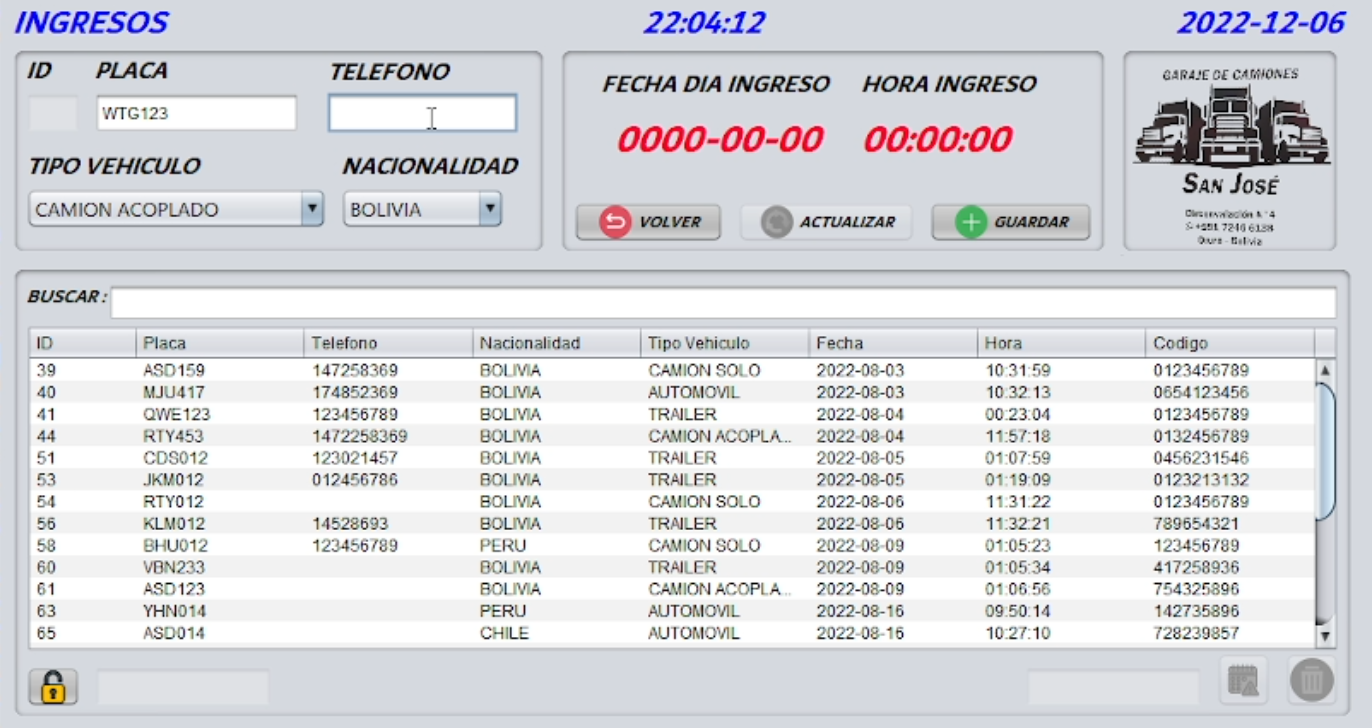 INGRESOS 22:04:12 2022-12-06
ID PLACA TELEFONO
WTG123
TIPO VEHICULO NACIONALIDAD
CAMION ACOPLADO BOLIVIA
FECHA DIA INGRESO HORA INGRESO
0000-00-00 00:00:00
VOLVER ACTUALIZAR GUARDAR
GARAJE DE CAMIONES
SAN JOSÉ
Oruro - Bolivia
BUSCAR :
ID Placa Telefono Nacionalidad Tipo Vehiculo Fecha Hora Codigo
39 ASD159 147258369 BOLIVIA CAMION SOLO 2022-08-03 10:31:59 0123456789
40 MJU417 174852369 BOLIVIA AUTOMOVIL 2022-08-03 10:32:13 0654123456
41 QWE123 123456789 BOLIVIA TRAILER 2022-08-04 00:23:04 0123456789
44 RTY453 1472258369 BOLIVIA CAMION ACOPLA... 2022-08-04 11:57:18 0132456789
51 CDS012 123021457 BOLIVIA TRAILER 2022-08-05 01:07:59 0456231546
53 JKM012 012456786 BOLIVIA TRAILER 2022-08-05 01:19:09 0123213132
54 RTY012 BOLIVIA CAMION SOLO 2022-08-06 11:31:22 0123456789
56 KLM012 14528693 BOLIVIA TRAILER 2022-08-06 11:32:21 789654321
58 BHU012 123456789 PERU CAMION SOLO 2022-08-09 01:05:23 123456789
60 VBN233 BOLIVIA TRAILER 2022-08-09 01:05:34 417258936
61 ASD123 BOLIVIA CAMION ACOPLA... 2022-08-09 01:06:56 754325896
63 YHN014 PERU AUTOMOVIL 2022-08-16 09:50:14 142735896
65 ASD014 CHILE AUTOMOVIL 2022-08-16 10:27:10 728239857